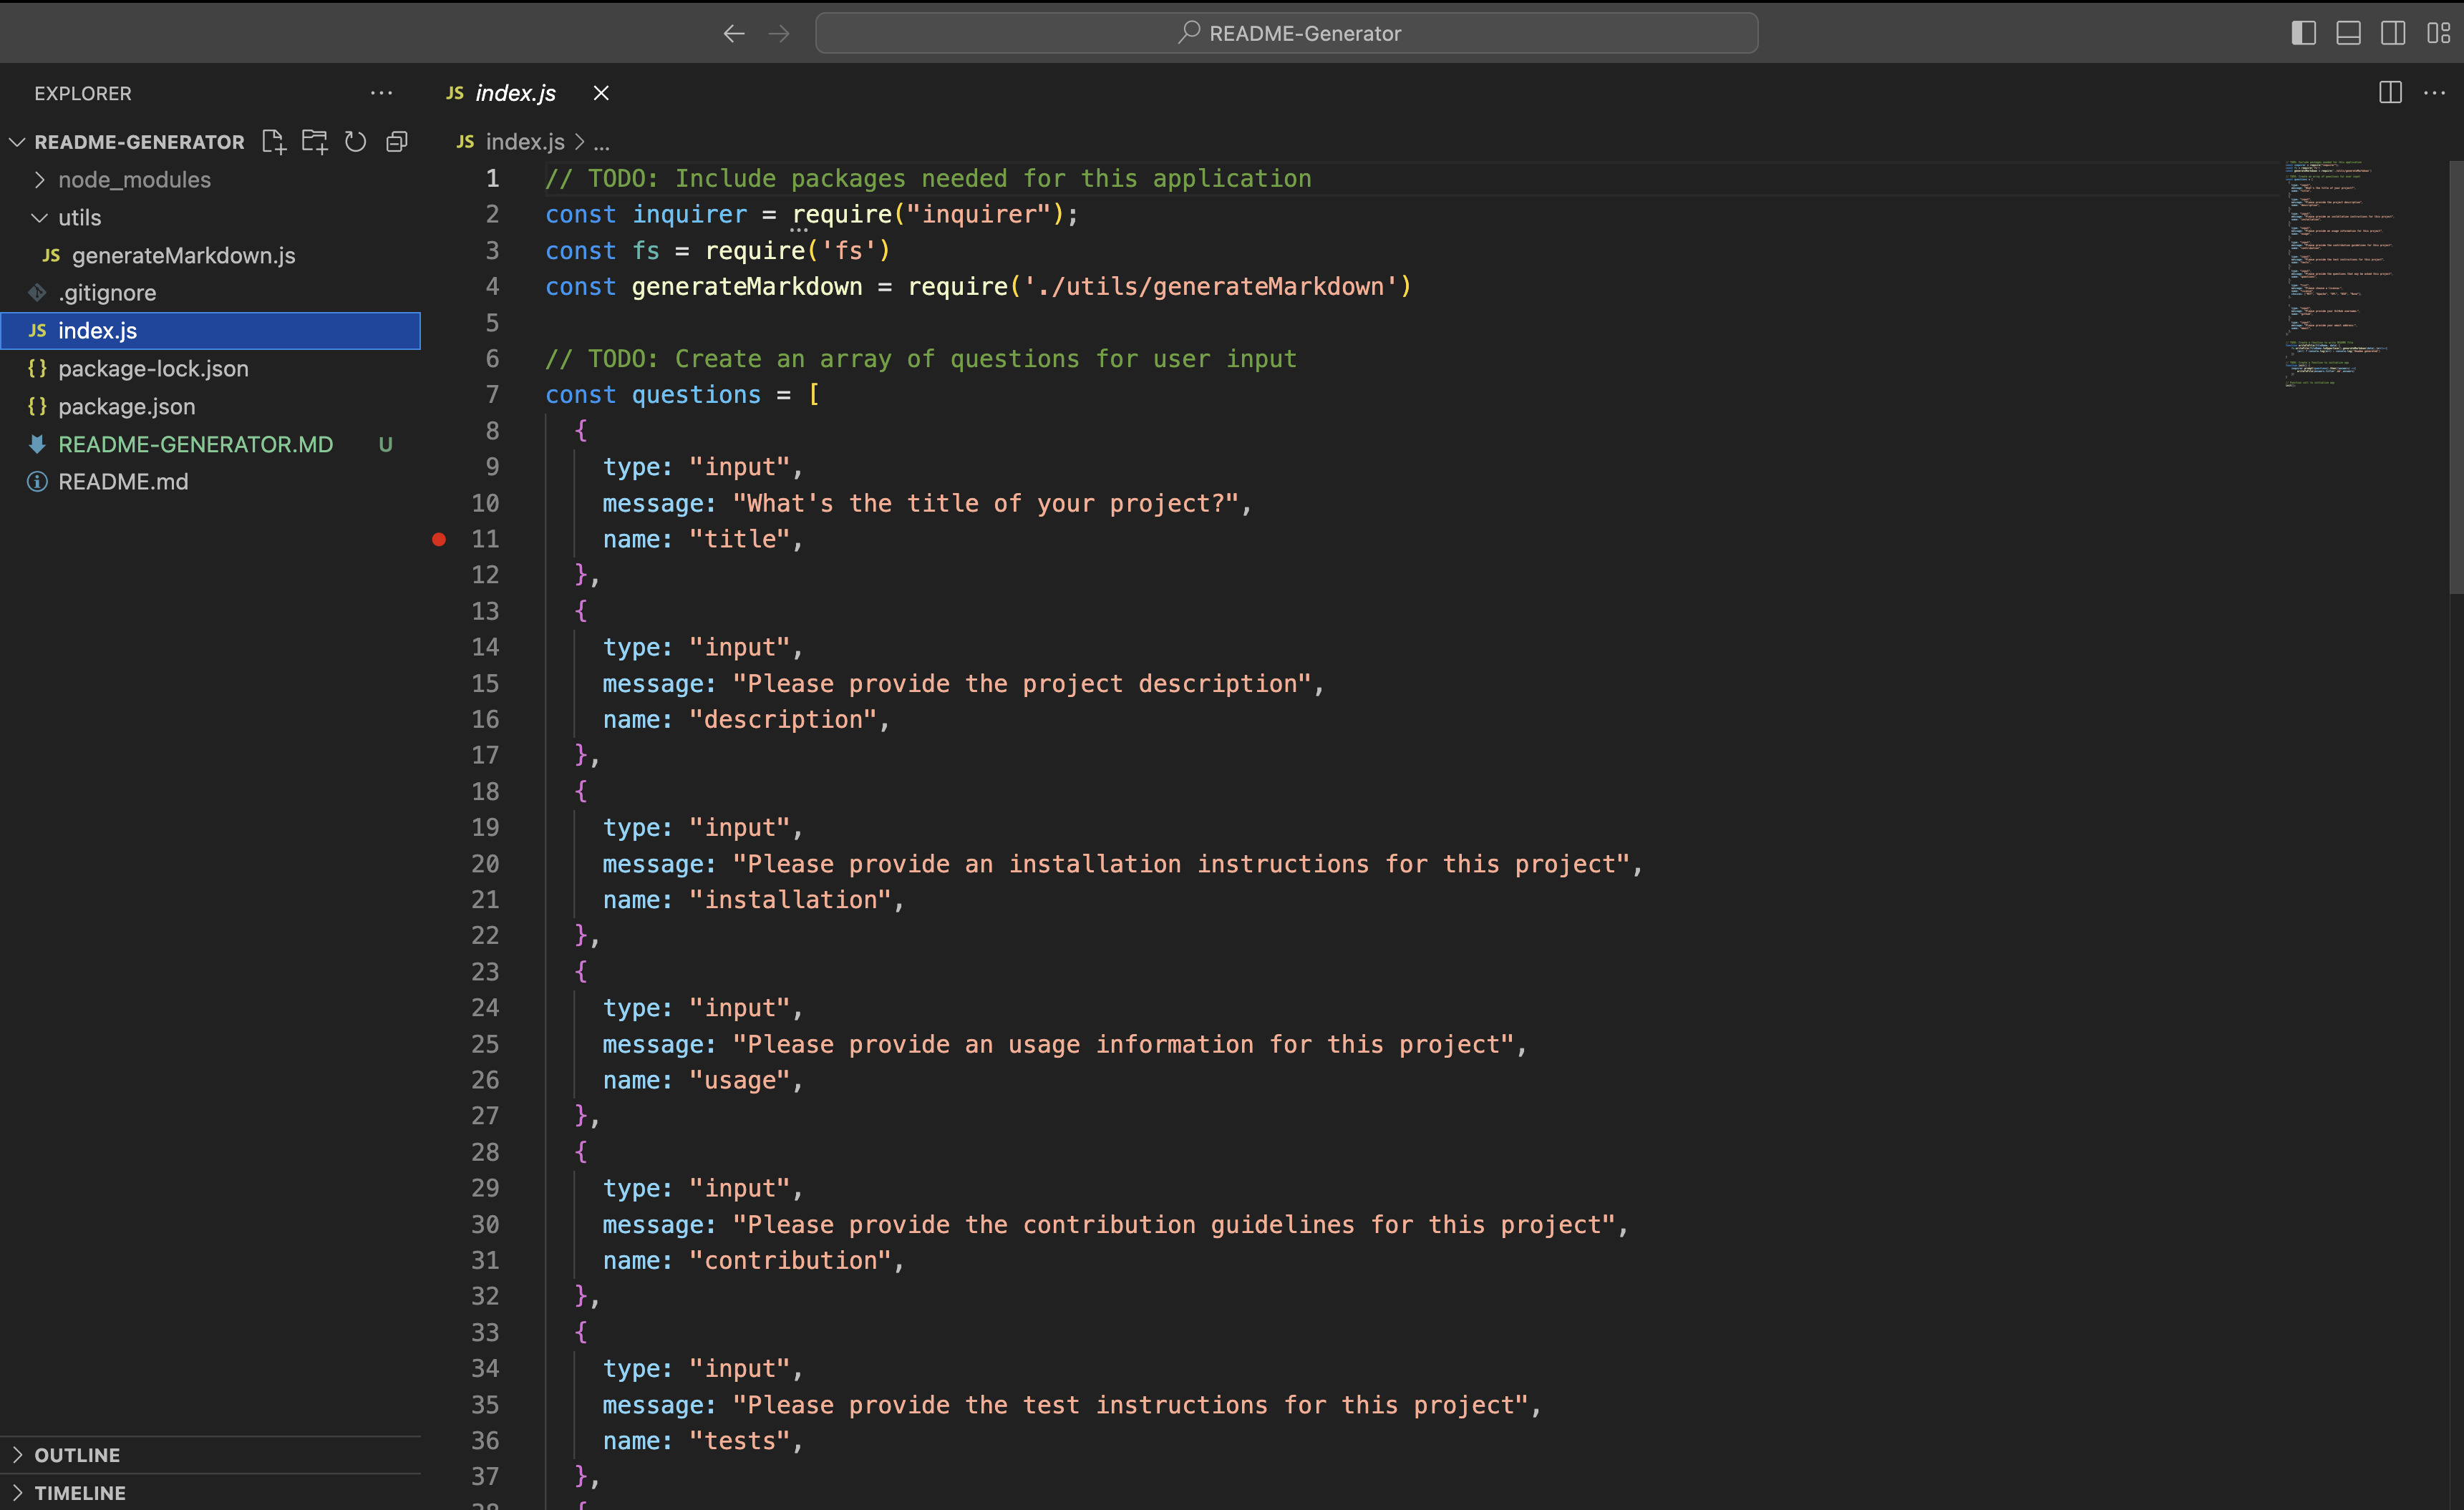 README-Generator
EXPLORER
README-GENERATOR
node_modules
utils
JS generateMarkdown.js
.gitignore
JS index.js
{} package-lock.json
{} package.json
README-GENERATOR.MD U
README.md
OUTLINE
TIMELINE
JS index.js
JS index.js > ...
1 // TODO: Include packages needed for this application
2 const inquirer = require("inquirer");
3 const fs = require('fs')
4 const generateMarkdown = require('./utils/generateMarkdown')
5
6 // TODO: Create an array of questions for user input
7 const questions = [
8 {
9 type: "input",
10 message: "What's the title of your project?",
11 name: "title",
12 },
13 {
14 type: "input",
15 message: "Please provide the project description",
16 name: "description",
17 },
18 {
19 type: "input",
20 message: "Please provide an installation instructions for this project",
21 name: "installation",
22 },
23 {
24 type: "input",
25 message: "Please provide an usage information for this project",
26 name: "usage",
27 },
28 {
29 type: "input",
30 message: "Please provide the contribution guidelines for this project",
31 name: "contribution",
32 },
33 {
34 type: "input",
35 message: "Please provide the test instructions for this project",
36 name: "tests",
37 },
38 {